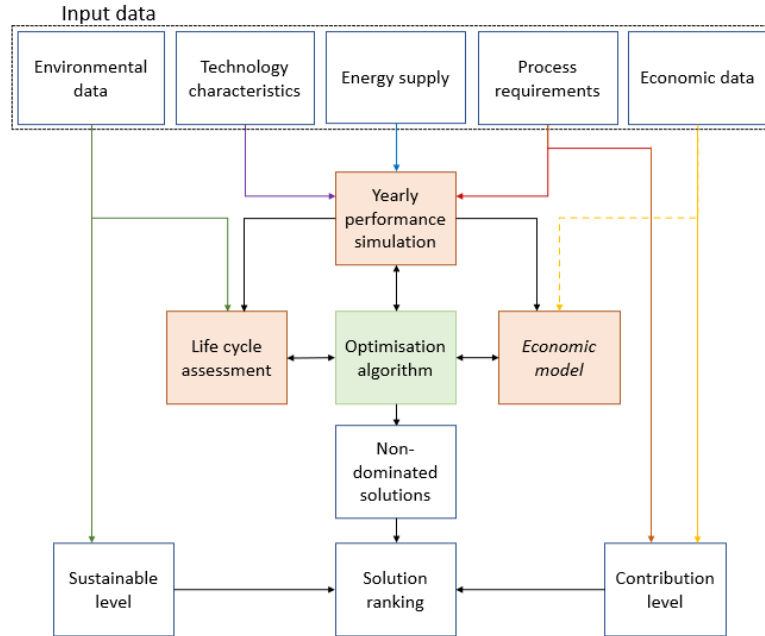 Input data
Environmental
data
Technology
characteristics
Energy supply
Process
requirements
Economic data
Yearly
performance
simulation
Life cycle
assessment
Optimisation
algorithm
Economic
model
Non-
dominated
solutions
Sustainable
level
Solution
ranking
Contribution
level